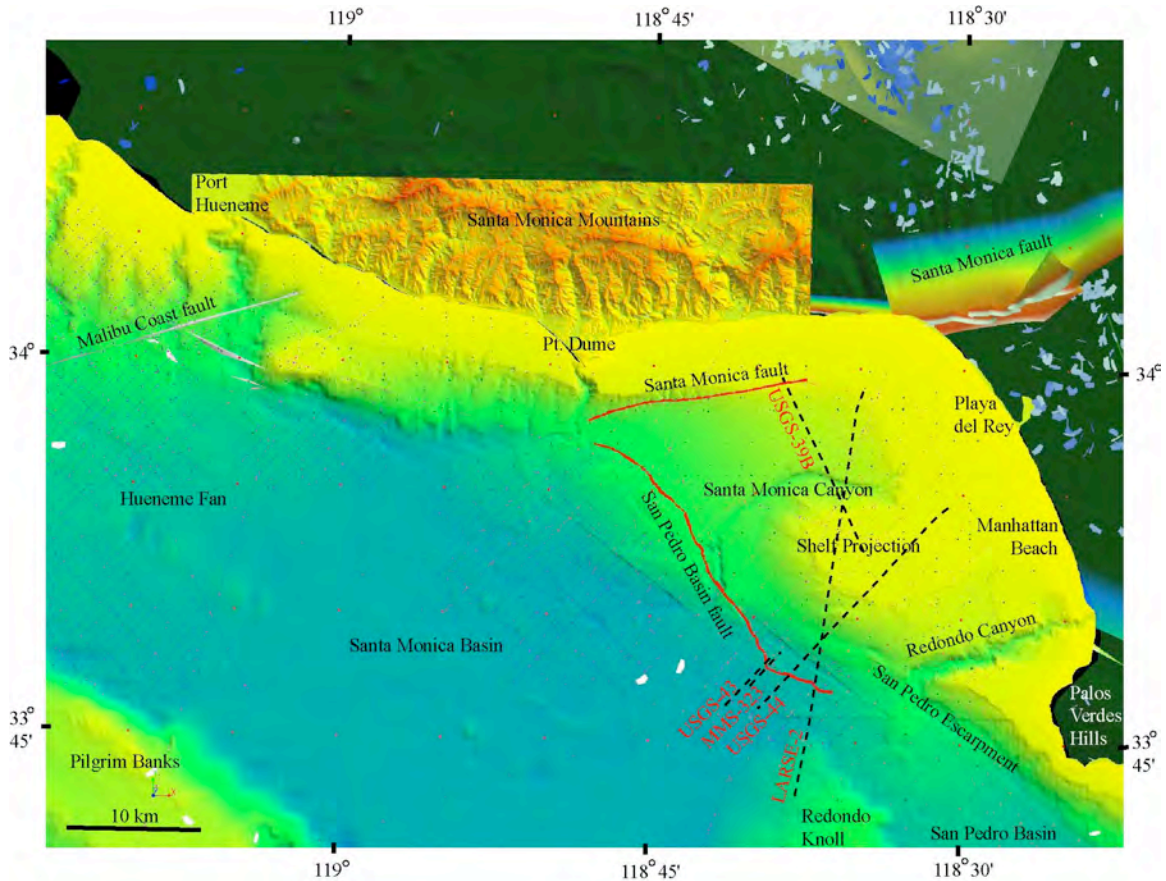 119°
118°45'
118°30'
Port
Hueneme
Santa Monica Mountains
Santa Monica fault
Malibu Coast fault
Pt. Dume
34°
34°
Santa Monica fault
Playa
del Rey
USGS-39B
Hueneme Fan
Santa Monica Canyon
San Pedro Basin fault
Shelf Projection
Manhattan
Beach
Santa Monica Basin
Redondo Canyon
San Pedro Escarpment
USGS-43
MMS-123
USGS-44
LARSE-2
Palos
Verdes
Hills
33°
45'
33°
45'
Pilgrim Banks
10 km
Redondo
Knoll
San Pedro Basin
119°
118°45'
118°30'